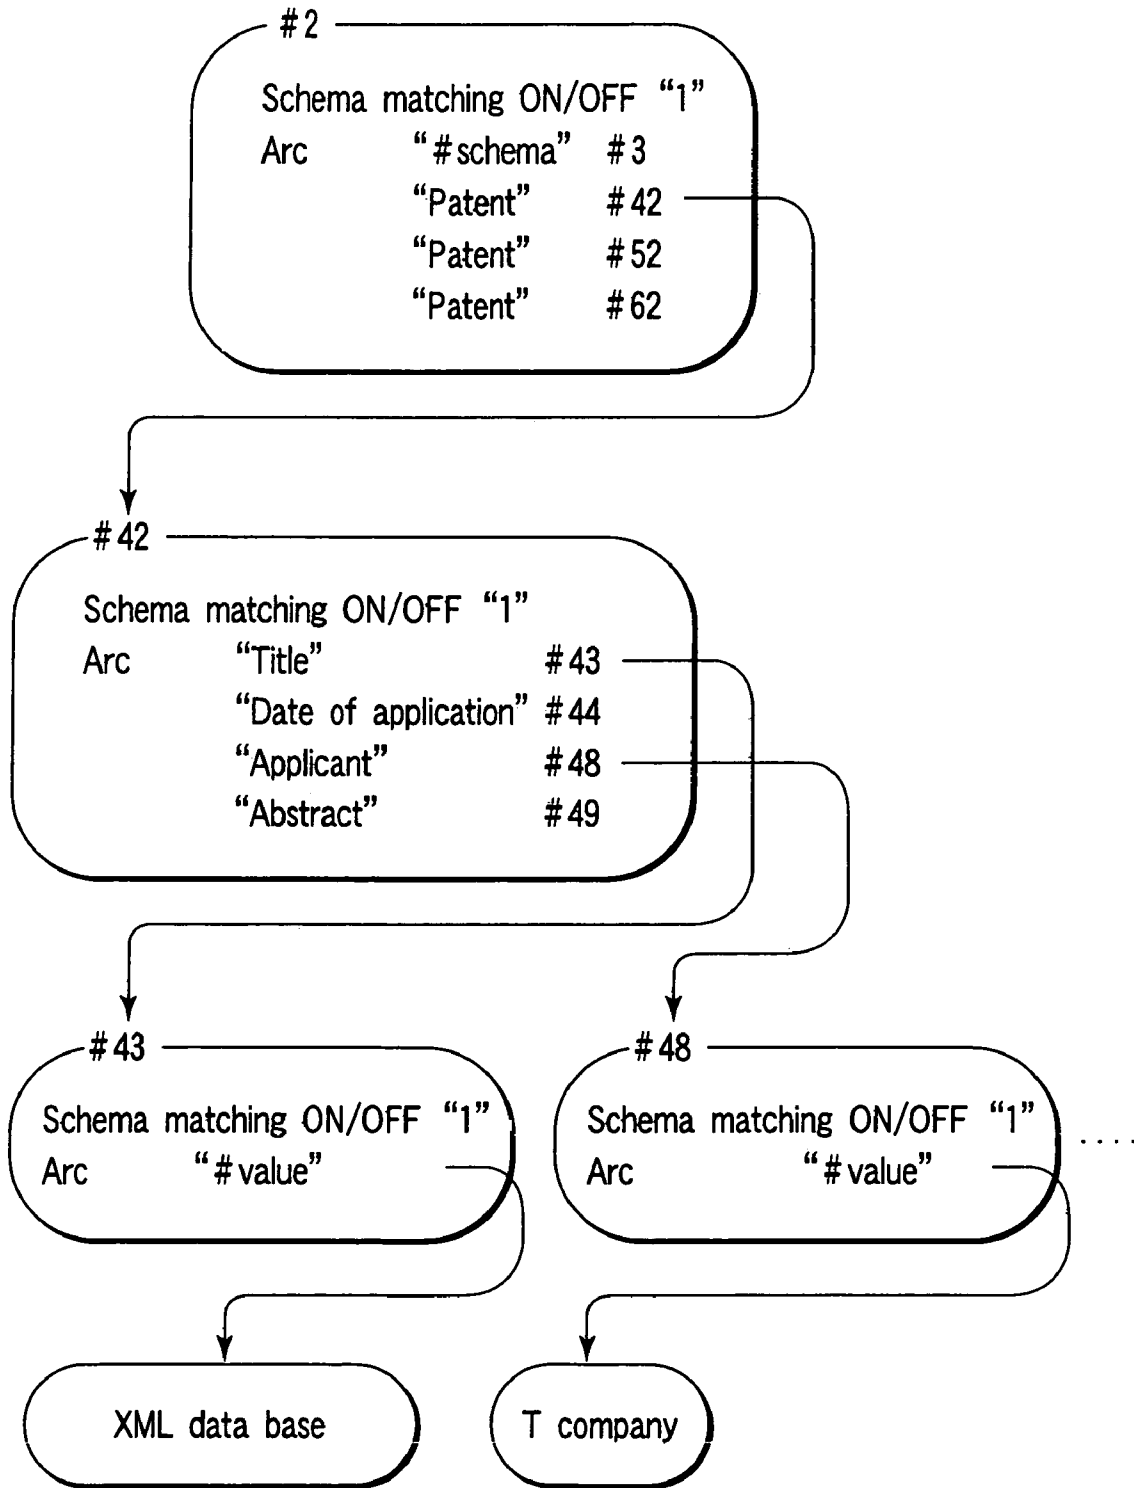 #2
Schema matching ON/OFF “1”
Arc “#schema” #3
“Patent” #42
“Patent” #52
“Patent” #62
#42
Schema matching ON/OFF “1”
Arc “Title” #43
“Date of application” #44
“Applicant” #48
“Abstract” #49
#43
Schema matching ON/OFF “1”
Arc “#value”
#48
Schema matching ON/OFF “1”
Arc “#value”
.....
XML data base
T company